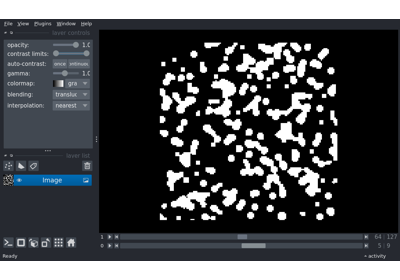 File View Plugins Window Help
layer controls
opacity: 1.0
contrast limits:
auto-contrast: once
gamma: 1.0
colormap: gra
blending: translu
interpolation: nearest
layer list
Image
1 64 127
0 5 9
Ready activity